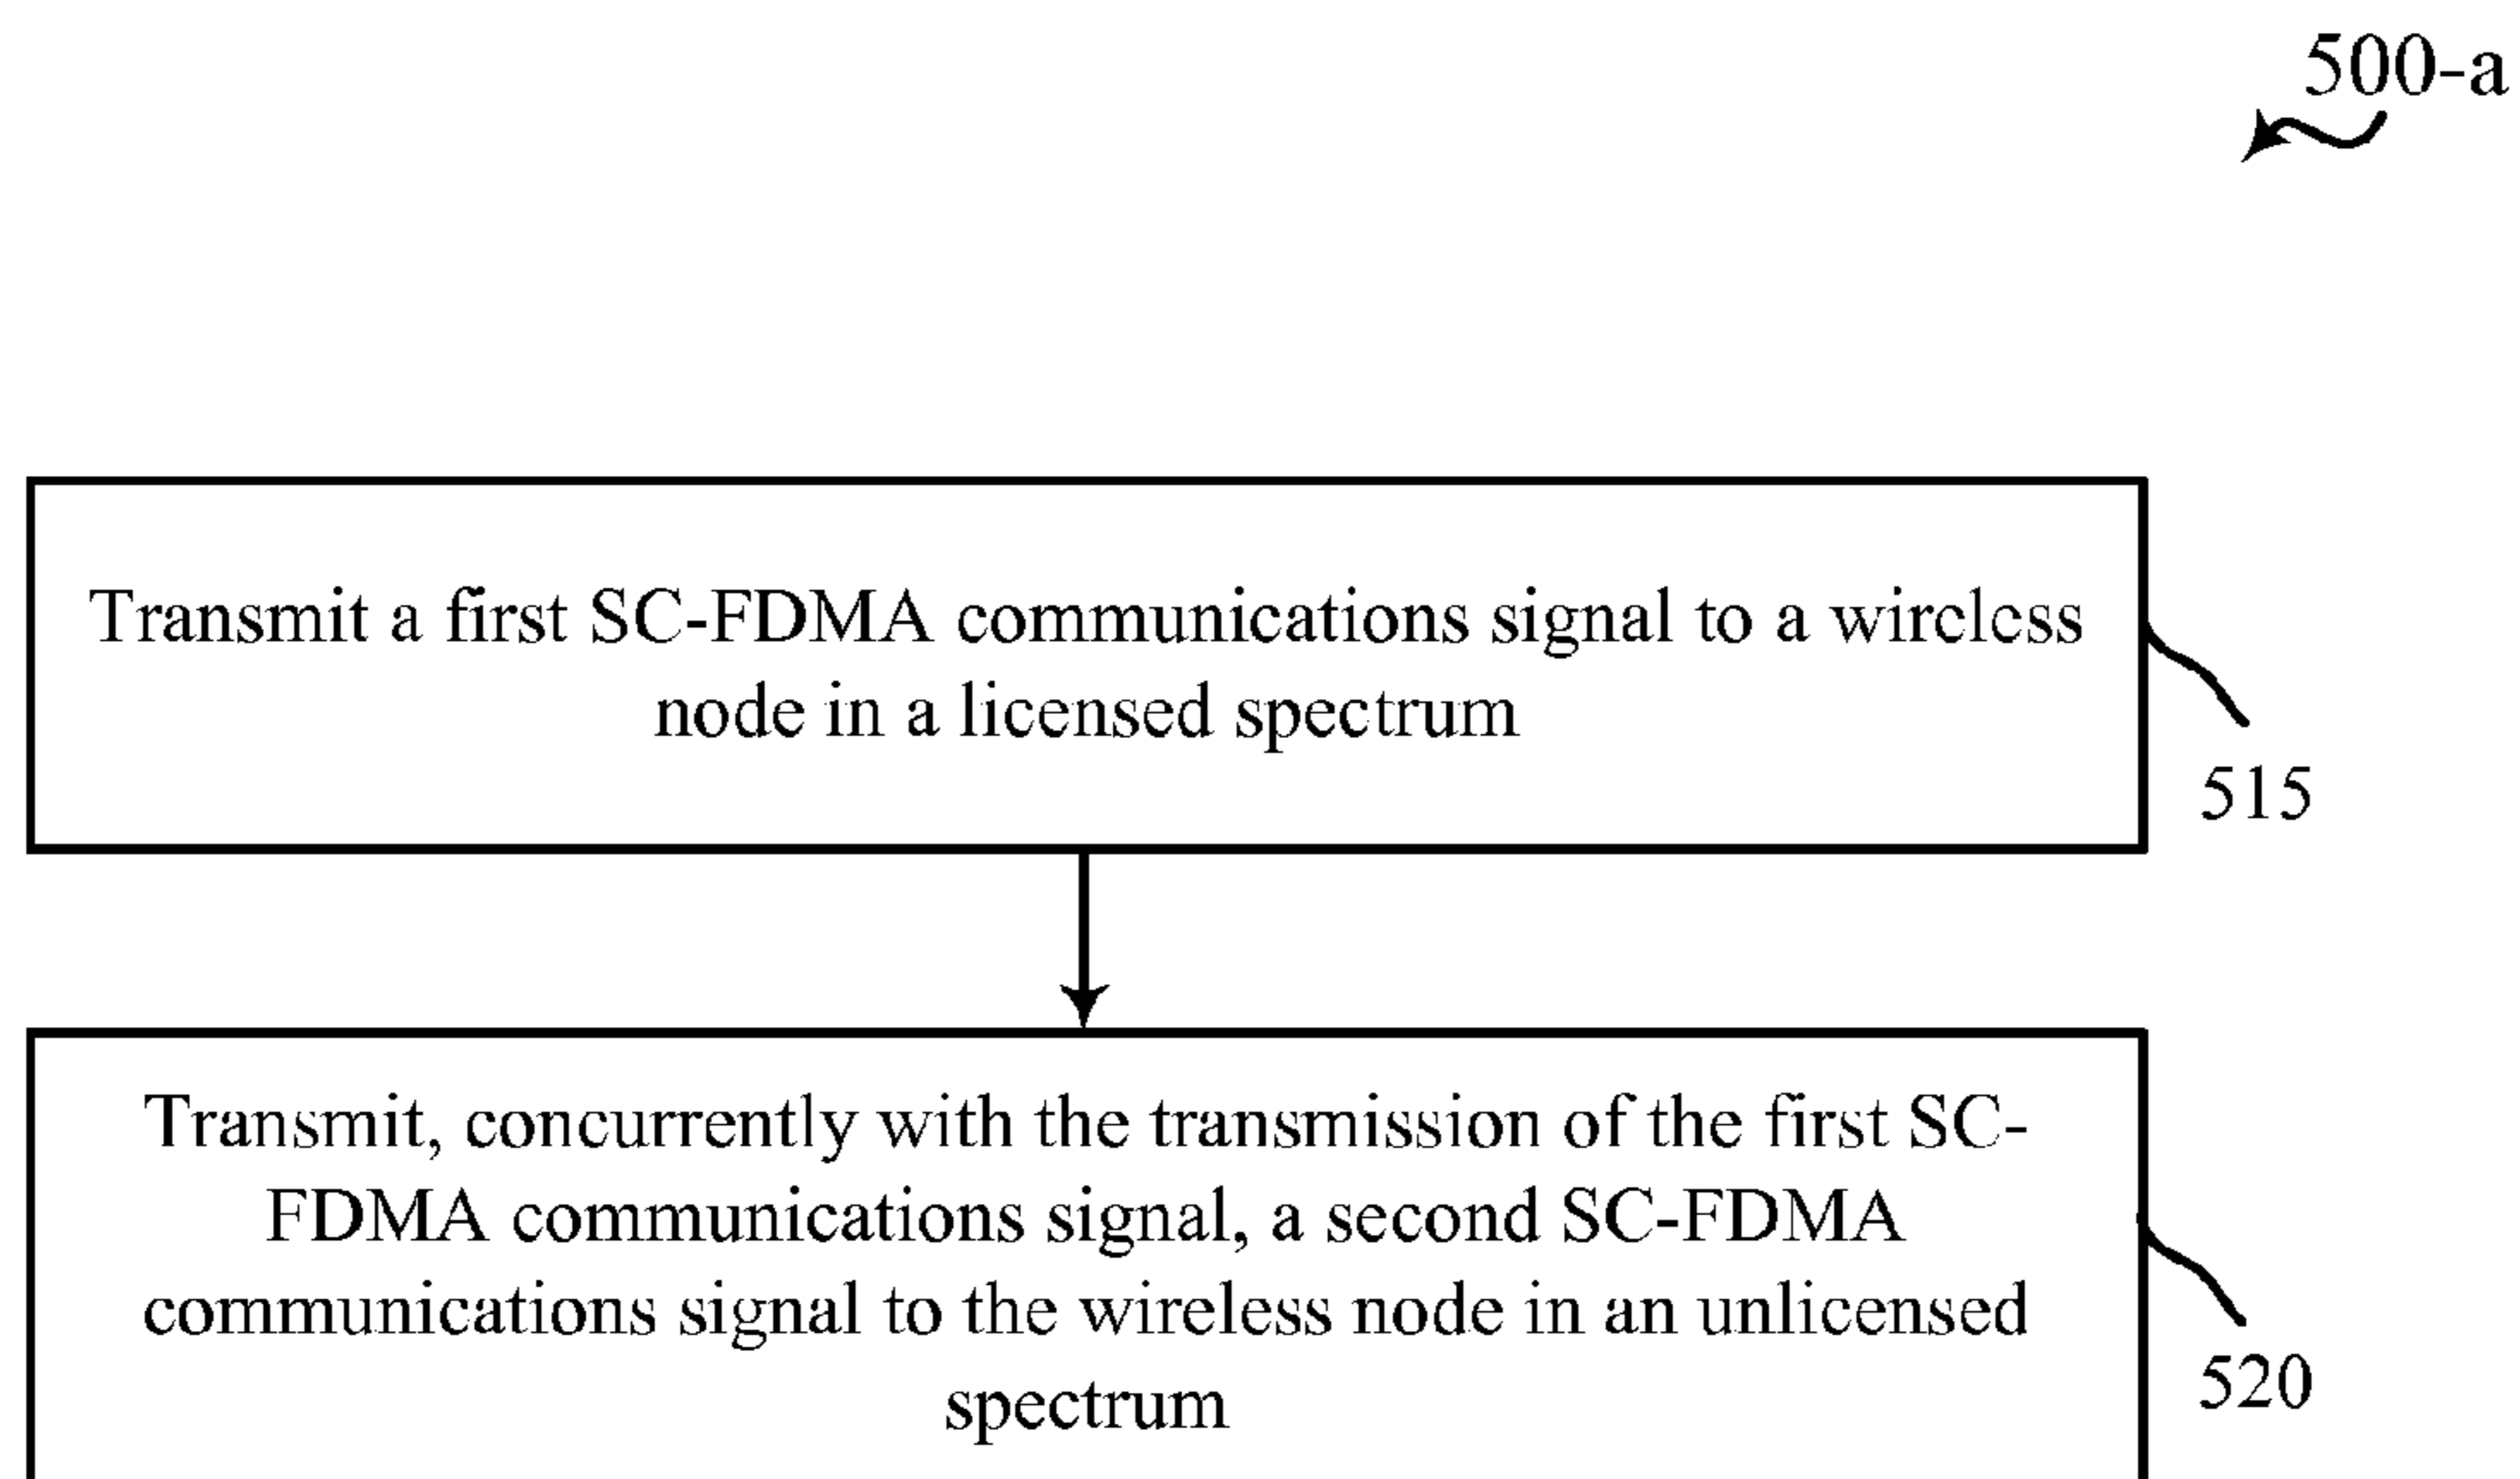 500-a
Transmit a first SC-FDMA communications signal to a wireless
node in a licensed spectrum
515
Transmit, concurrently with the transmission of the first SC-
FDMA communications signal, a second SC-FDMA
communications signal to the wireless node in an unlicensed
spectrum
520